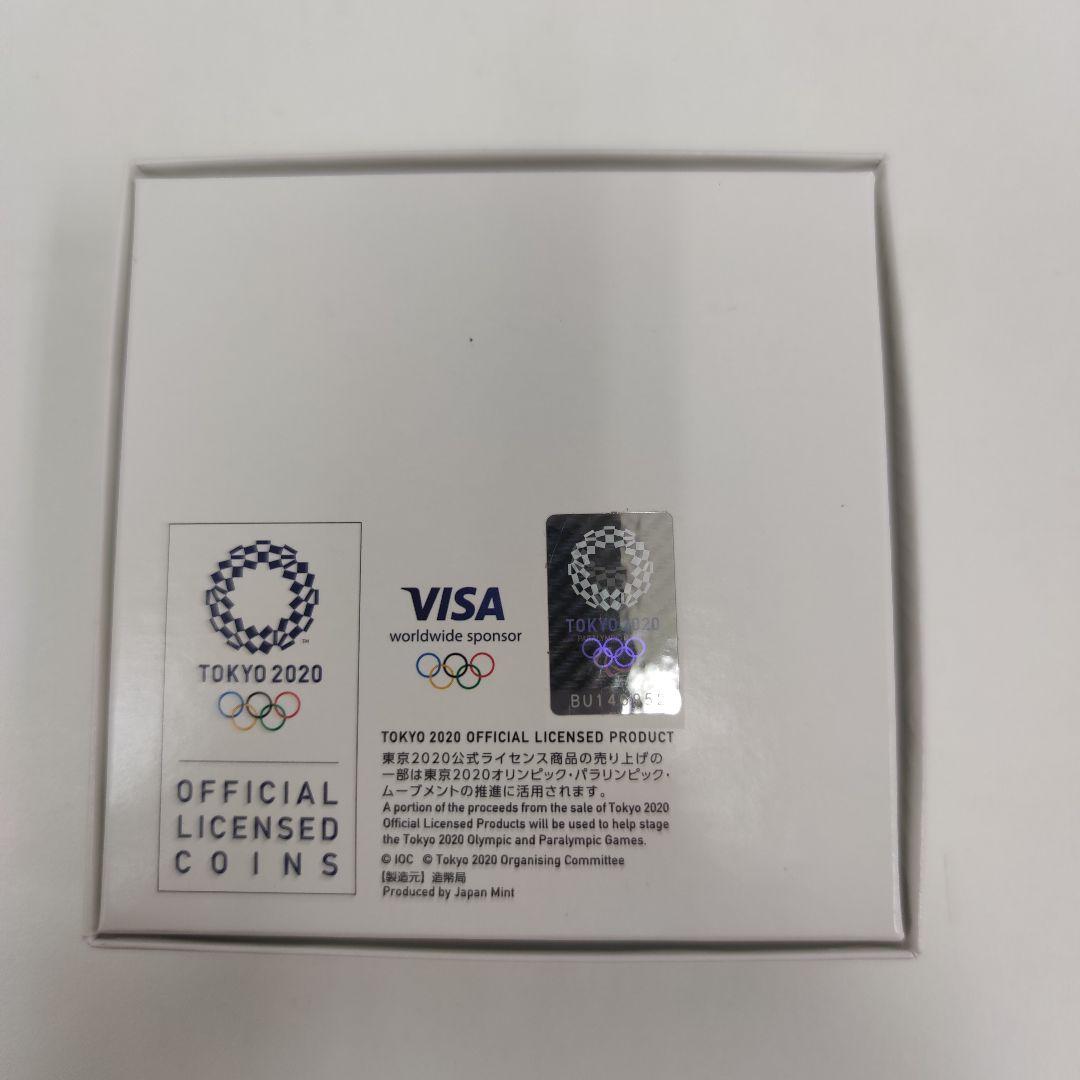 TOKYO 2020
OFFICIAL
LICENSED
COINS
VISA
worldwide sponsor
TOKYO 2020
TOKYO 2020 OFFICIAL LICENSED PRODUCT
東京2020公式ライセンス商品の売り上げの
一部は東京2020オリンピック・パラリンピック・
ムーブメントの推進に活用されます。
A portion of the proceeds from the sale of Tokyo 2020
Official Licensed Products will be used to help stage
the Tokyo 2020 Olympic and Paralympic Games.
© IOC © Tokyo 2020 Organising Committee
【製造元】造幣局
Produced by Japan Mint